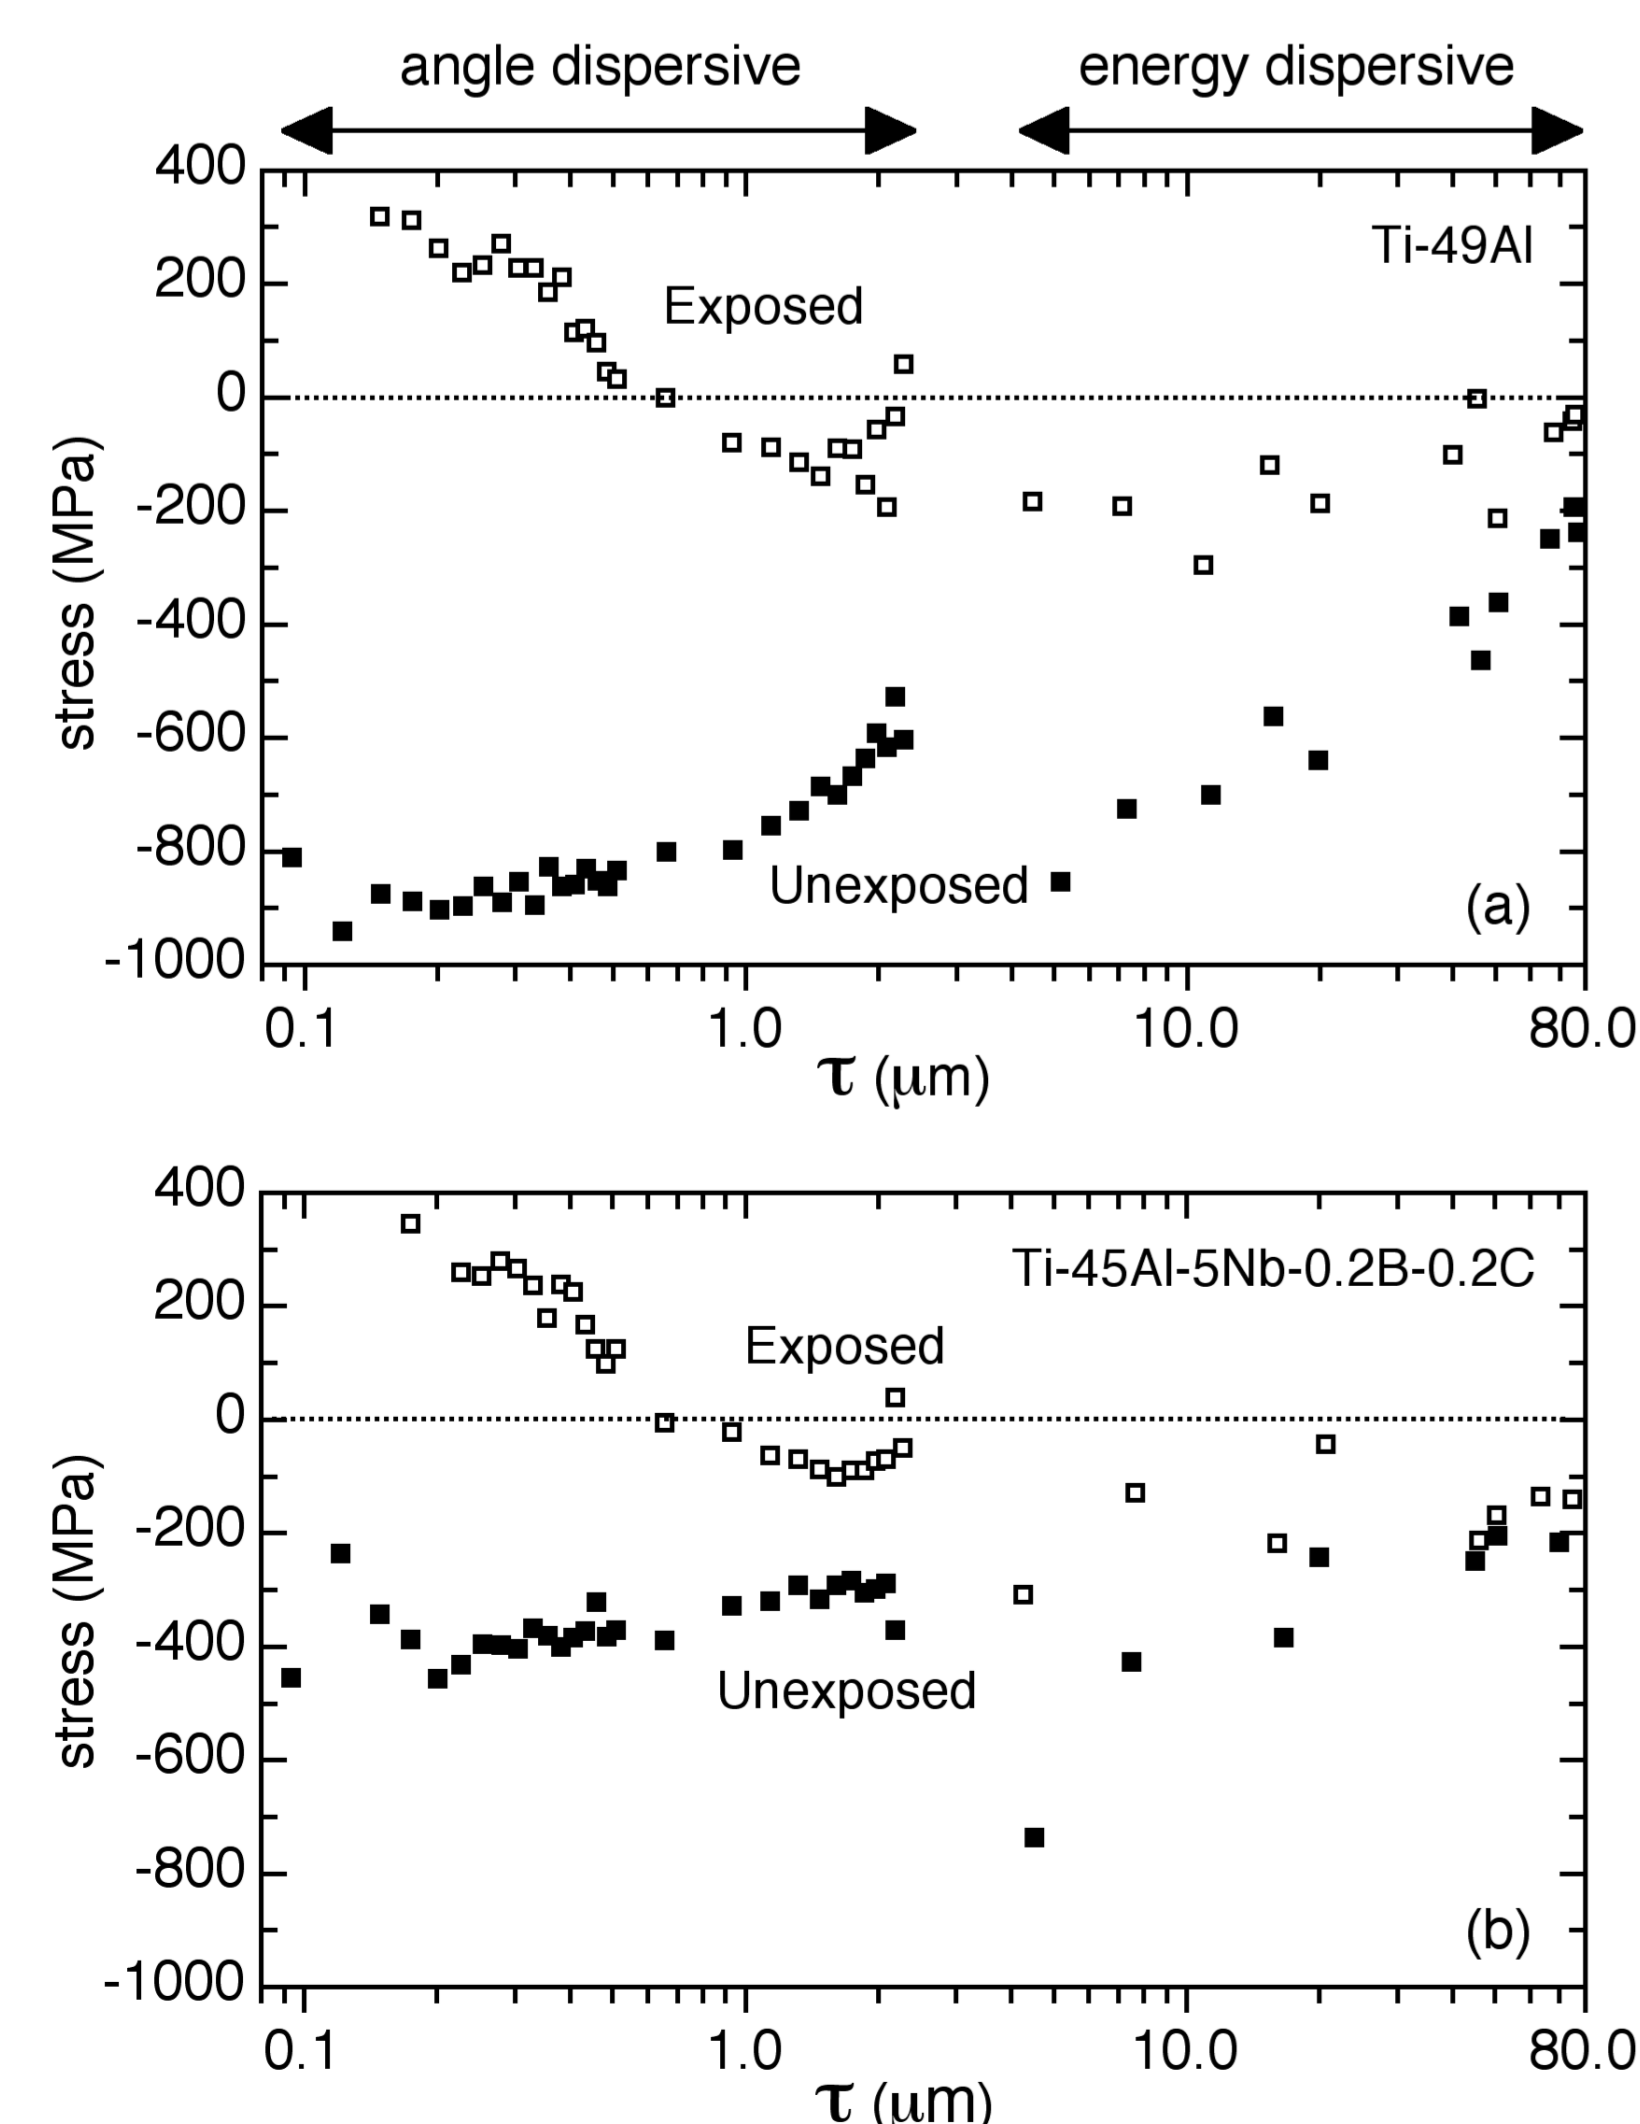 angle dispersive energy dispersive
400
Ti-49Al
200
Exposed
0
-200
-400
-600
-800
Unexposed
(a)
-1000
0.1 1.0 10.0 80.0
τ (μm)
stress (MPa)
400
Ti-45Al-5Nb-0.2B-0.2C
200
Exposed
0
-200
-400
Unexposed
-600
-800
(b)
-1000
0.1 1.0 10.0 80.0
τ (μm)
stress (MPa)